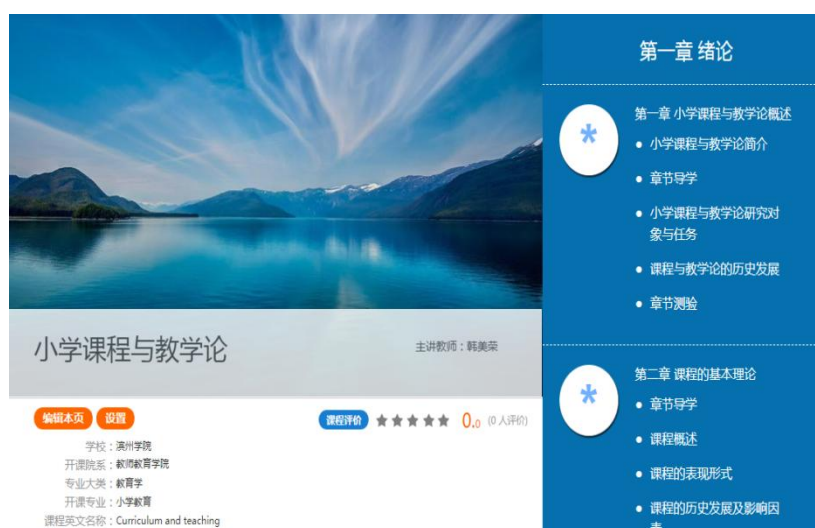 小学课程与教学论
主讲教师：韩美荣
编辑本页 设置
课程评价 ★★★★★ 0.0 (0 人评价)
学校：滨州学院
开课院系：教师教育学院
专业大类：教育学
开课专业：小学教育
课程英文名称：Curriculum and teaching
第一章 绪论
第一章 小学课程与教学论概述
• 小学课程与教学论简介
• 章节导学
• 小学课程与教学论研究对
象与任务
• 课程与教学论的历史发展
• 章节测验
第二章 课程的基本理论
• 章节导学
• 课程概述
• 课程的表现形式
• 课程的历史发展及影响因